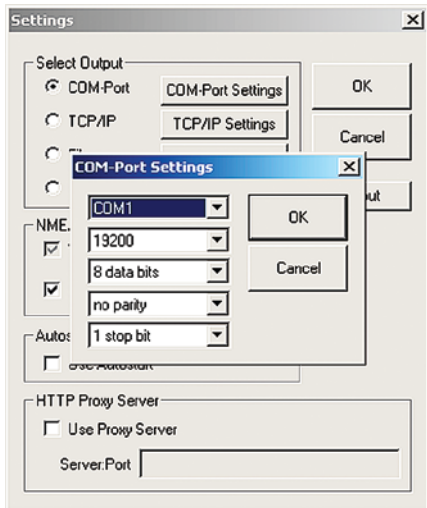 Settings
Select Output
COM-Port
COM-Port Settings
OK
TCP/IP
TCP/IP Settings
Cancel
COM-Port Settings
COM1
OK
19200
8 data bits
Cancel
no parity
1 stop bit
Use Autostart
HTTP Proxy Server
Use Proxy Server
Server:Port